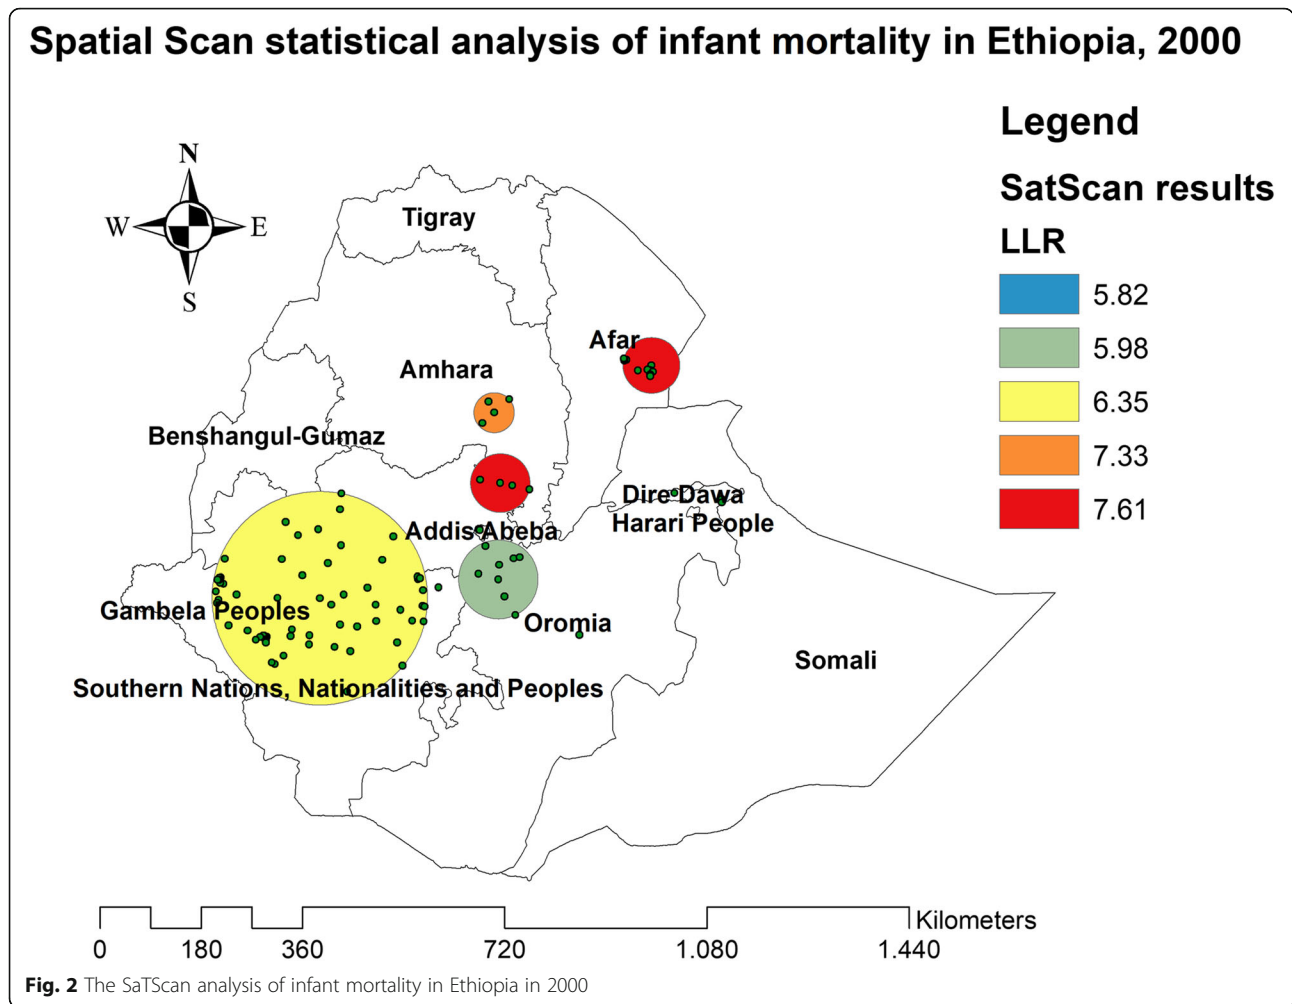 Spatial Scan statistical analysis of infant mortality in Ethiopia, 2000
Legend
SatScan results
LLR
5.82
5.98
6.35
7.33
7.61
N
W
E
S
Tigray
Afar
Amhara
Benshangul-Gumaz
Dire Dawa
Harari People
Addis Abeba
Gambela Peoples
Oromia
Somali
Southern Nations, Nationalities and Peoples
Kilometers
0 180 360 720 1.080 1.440
Fig. 2 The SaTScan analysis of infant mortality in Ethiopia in 2000